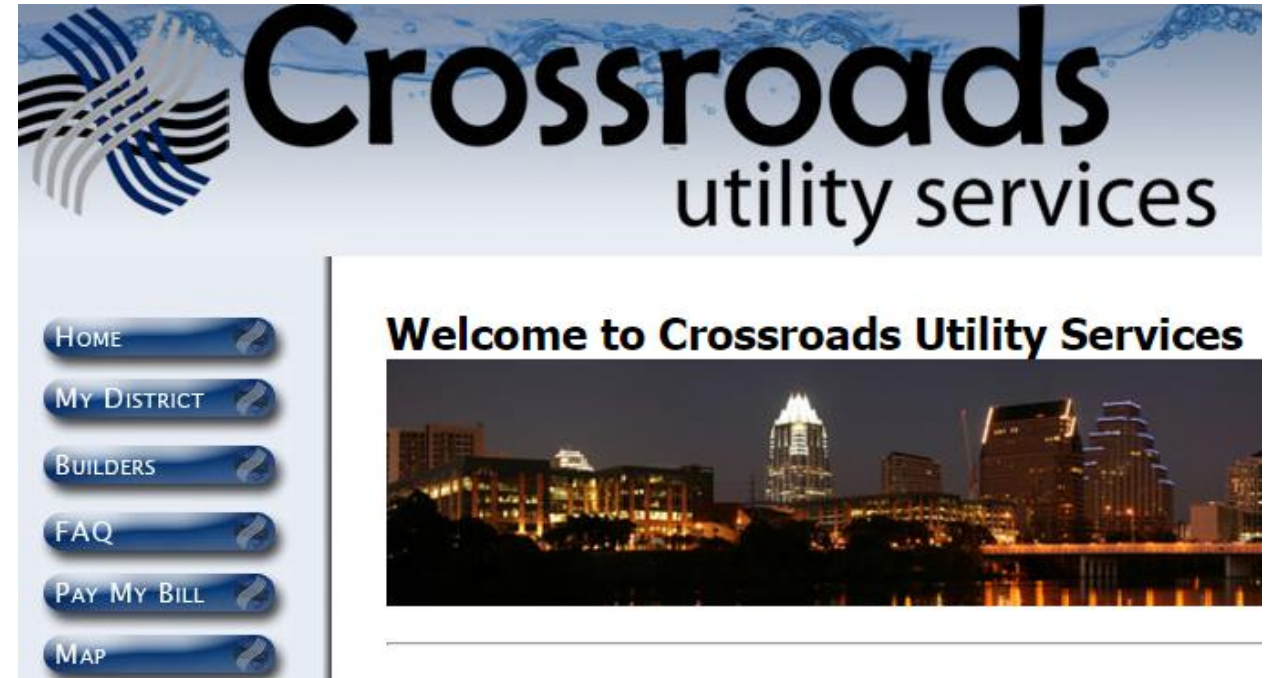 Crossroads
utility services
HOME
MY DISTRICT
BUILDERS
FAQ
PAY MY BILL
MAP
Welcome to Crossroads Utility Services